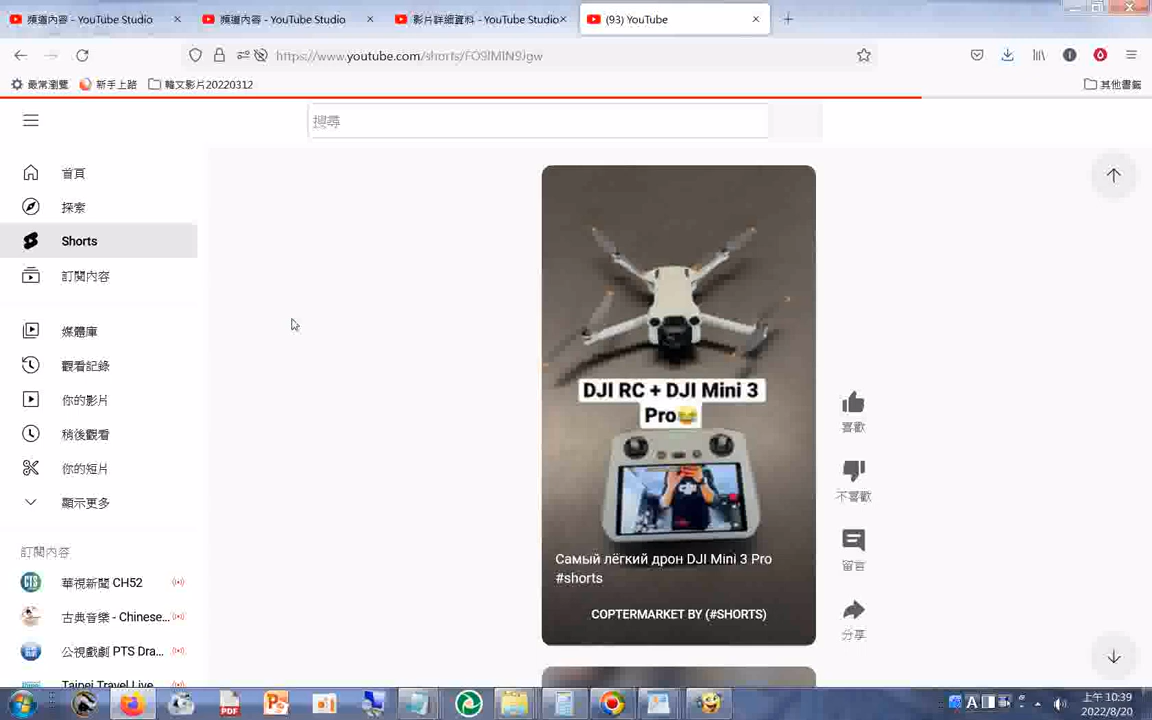 頻道內容 - YouTube Studio
頻道內容 - YouTube Studio
影片詳細資料 - YouTube Studio
(93) YouTube
https://www.youtube.com/shorts/FO9IMIN9Jgw
最常瀏覽
新手上路
韓文影片20220312
其他書籤
搜尋
首頁
探索
Shorts
訂閱內容
媒體庫
觀看記錄
你的影片
稍後觀看
你的短片
顯示更多
訂閱內容
CTS
華視新聞 CH52
古典音樂 - Chinese...
公視戲劇 PTS Dra...
Taipei Travel Live
DJI RC + DJI Mini 3
Pro😂
Самый лёгкий дрон DJI Mini 3 Pro
#shorts
COPTERMARKET BY (#SHORTS)
喜歡
不喜歡
留言
分享
PDF
A
上午 10:39
2022/8/20